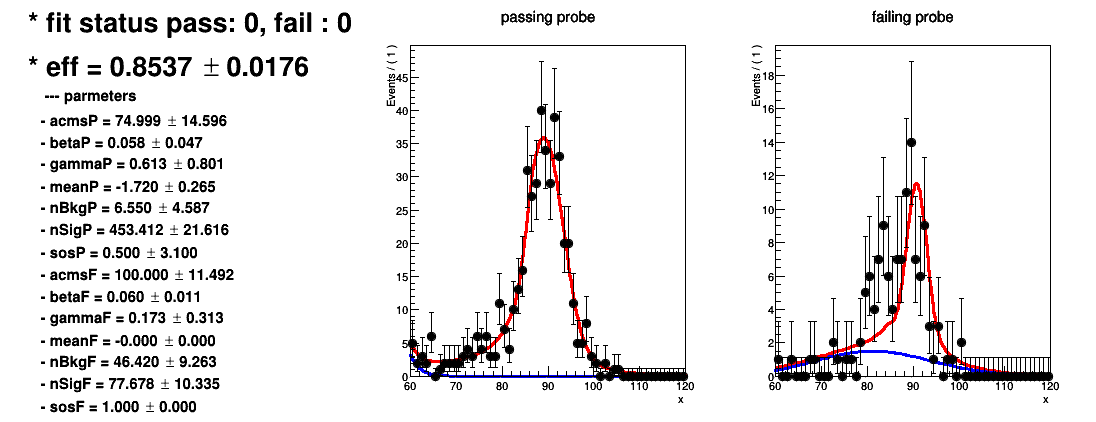 * fit status pass: 0, fail : 0
* eff = 0.8537 ± 0.0176
--- parmeters
- acmsP = 74.999 ± 14.596
- betaP = 0.058 ± 0.047
- gammaP = 0.613 ± 0.801
- meanP = -1.720 ± 0.265
- nBkgP = 6.550 ± 4.587
- nSigP = 453.412 ± 21.616
- sosP = 0.500 ± 3.100
- acmsF = 100.000 ± 11.492
- betaF = 0.060 ± 0.011
- gammaF = 0.173 ± 0.313
- meanF = -0.000 ± 0.000
- nBkgF = 46.420 ± 9.263
- nSigF = 77.678 ± 10.335
- sosF = 1.000 ± 0.000
passing probe
Events / ( 1 )
45
40
35
30
25
20
15
10
5
0
60 70 80 90 100 110 120
x
failing probe
Events / ( 1 )
18
16
14
12
10
8
6
4
2
0
60 70 80 90 100 110 120
x